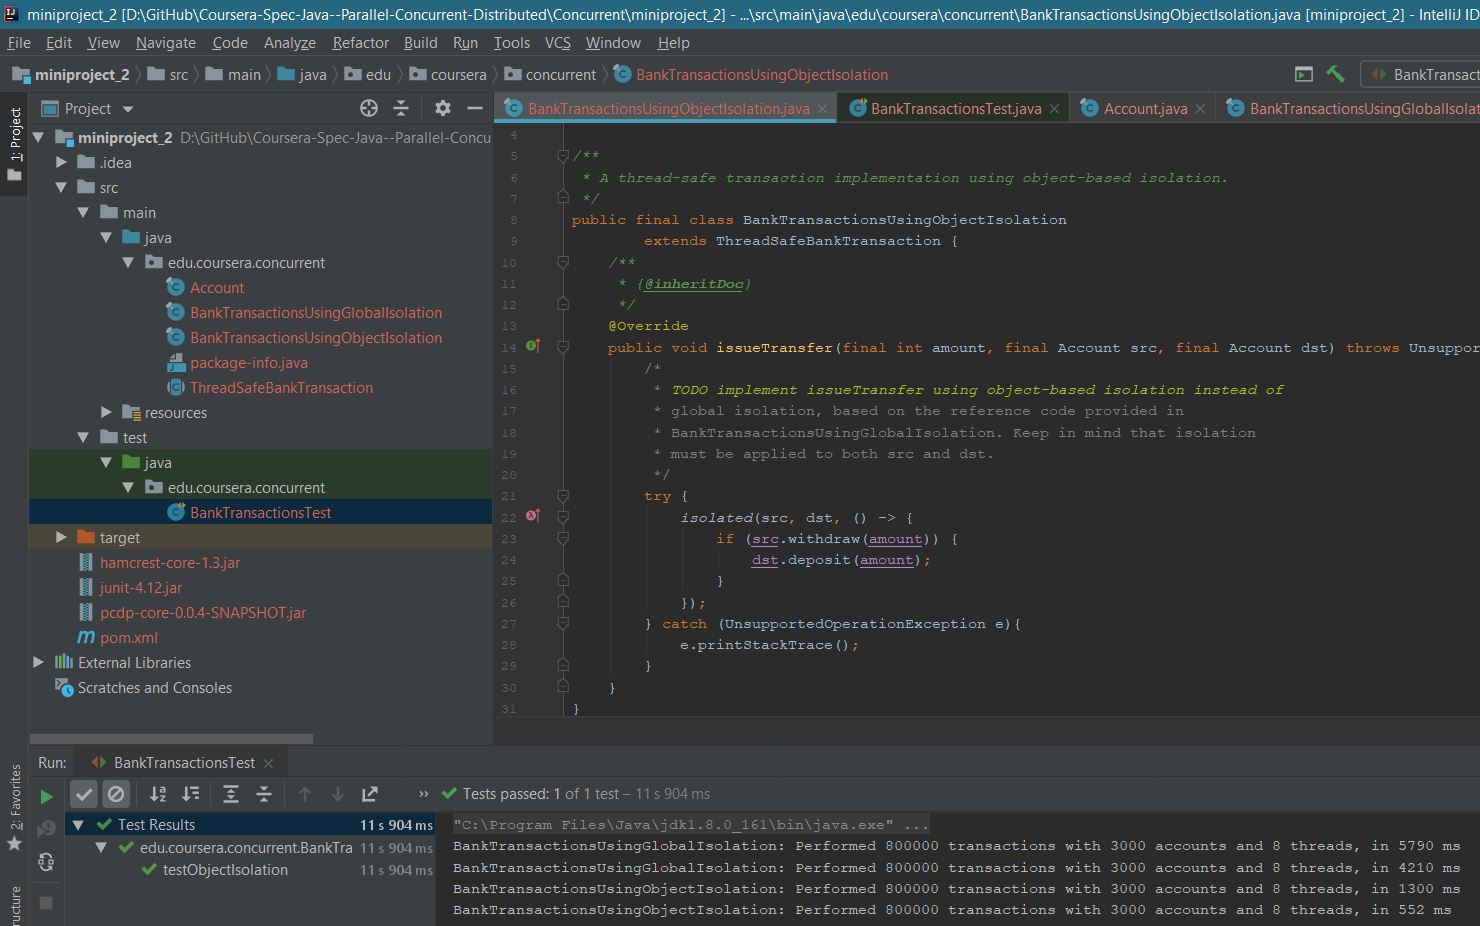 miniproject_2 [D:\GitHub\Coursera-Spec-Java--Parallel-Concurrent-Distributed\Concurrent\miniproject_2] - ...\src\main\java\edu\coursera\concurrent\BankTransactionsUsingObjectIsolation.java [miniproject_2] - IntelliJ ID
File Edit View Navigate Code Analyze Refactor Build Run Tools VCS Window Help
miniproject_2 src main java edu coursera concurrent BankTransactionsUsingObjectIsolation BankTransact
1: Project
Project
BankTransactionsUsingObjectIsolation.java BankTransactionsTest.java Account.java BankTransactionsUsingGlobalIsolat
miniproject_2 D:\GitHub\Coursera-Spec-Java--Parallel-Concu
.idea
src
main
java
edu.coursera.concurrent
Account
BankTransactionsUsingGlobalIsolation
BankTransactionsUsingObjectIsolation
package-info.java
ThreadSafeBankTransaction
resources
test
java
edu.coursera.concurrent
BankTransactionsTest
target
hamcrest-core-1.3.jar
junit-4.12.jar
pcdp-core-0.0.4-SNAPSHOT.jar
m pom.xml
External Libraries
Scratches and Consoles
4
5 /**
6 * A thread-safe transaction implementation using object-based isolation.
7 */
8 public final class BankTransactionsUsingObjectIsolation
9 extends ThreadSafeBankTransaction {
10 /**
11 * {@inheritDoc}
12 */
13 @Override
14 public void issueTransfer(final int amount, final Account src, final Account dst) throws Unsuppor
15 /*
16 * TODO implement issueTransfer using object-based isolation instead of
17 * global isolation, based on the reference code provided in
18 * BankTransactionsUsingGlobalIsolation. Keep in mind that isolation
19 * must be applied to both src and dst.
20 */
21 try {
22 isolated(src, dst, () -> {
23 if (src.withdraw(amount)) {
24 dst.deposit(amount);
25 }
26 });
27 } catch (UnsupportedOperationException e){
28 e.printStackTrace();
29 }
30 }
31 }
2: Favorites
ructure
Run: BankTransactionsTest
Tests passed: 1 of 1 test – 11 s 904 ms
Test Results 11 s 904 ms
edu.coursera.concurrent.BankTra 11 s 904 ms
testObjectIsolation 11 s 904 ms
"C:\Program Files\Java\jdk1.8.0_161\bin\java.exe" ...
BankTransactionsUsingGlobalIsolation: Performed 800000 transactions with 3000 accounts and 8 threads, in 5790 ms
BankTransactionsUsingGlobalIsolation: Performed 800000 transactions with 3000 accounts and 8 threads, in 4210 ms
BankTransactionsUsingObjectIsolation: Performed 800000 transactions with 3000 accounts and 8 threads, in 1300 ms
BankTransactionsUsingObjectIsolation: Performed 800000 transactions with 3000 accounts and 8 threads, in 552 ms